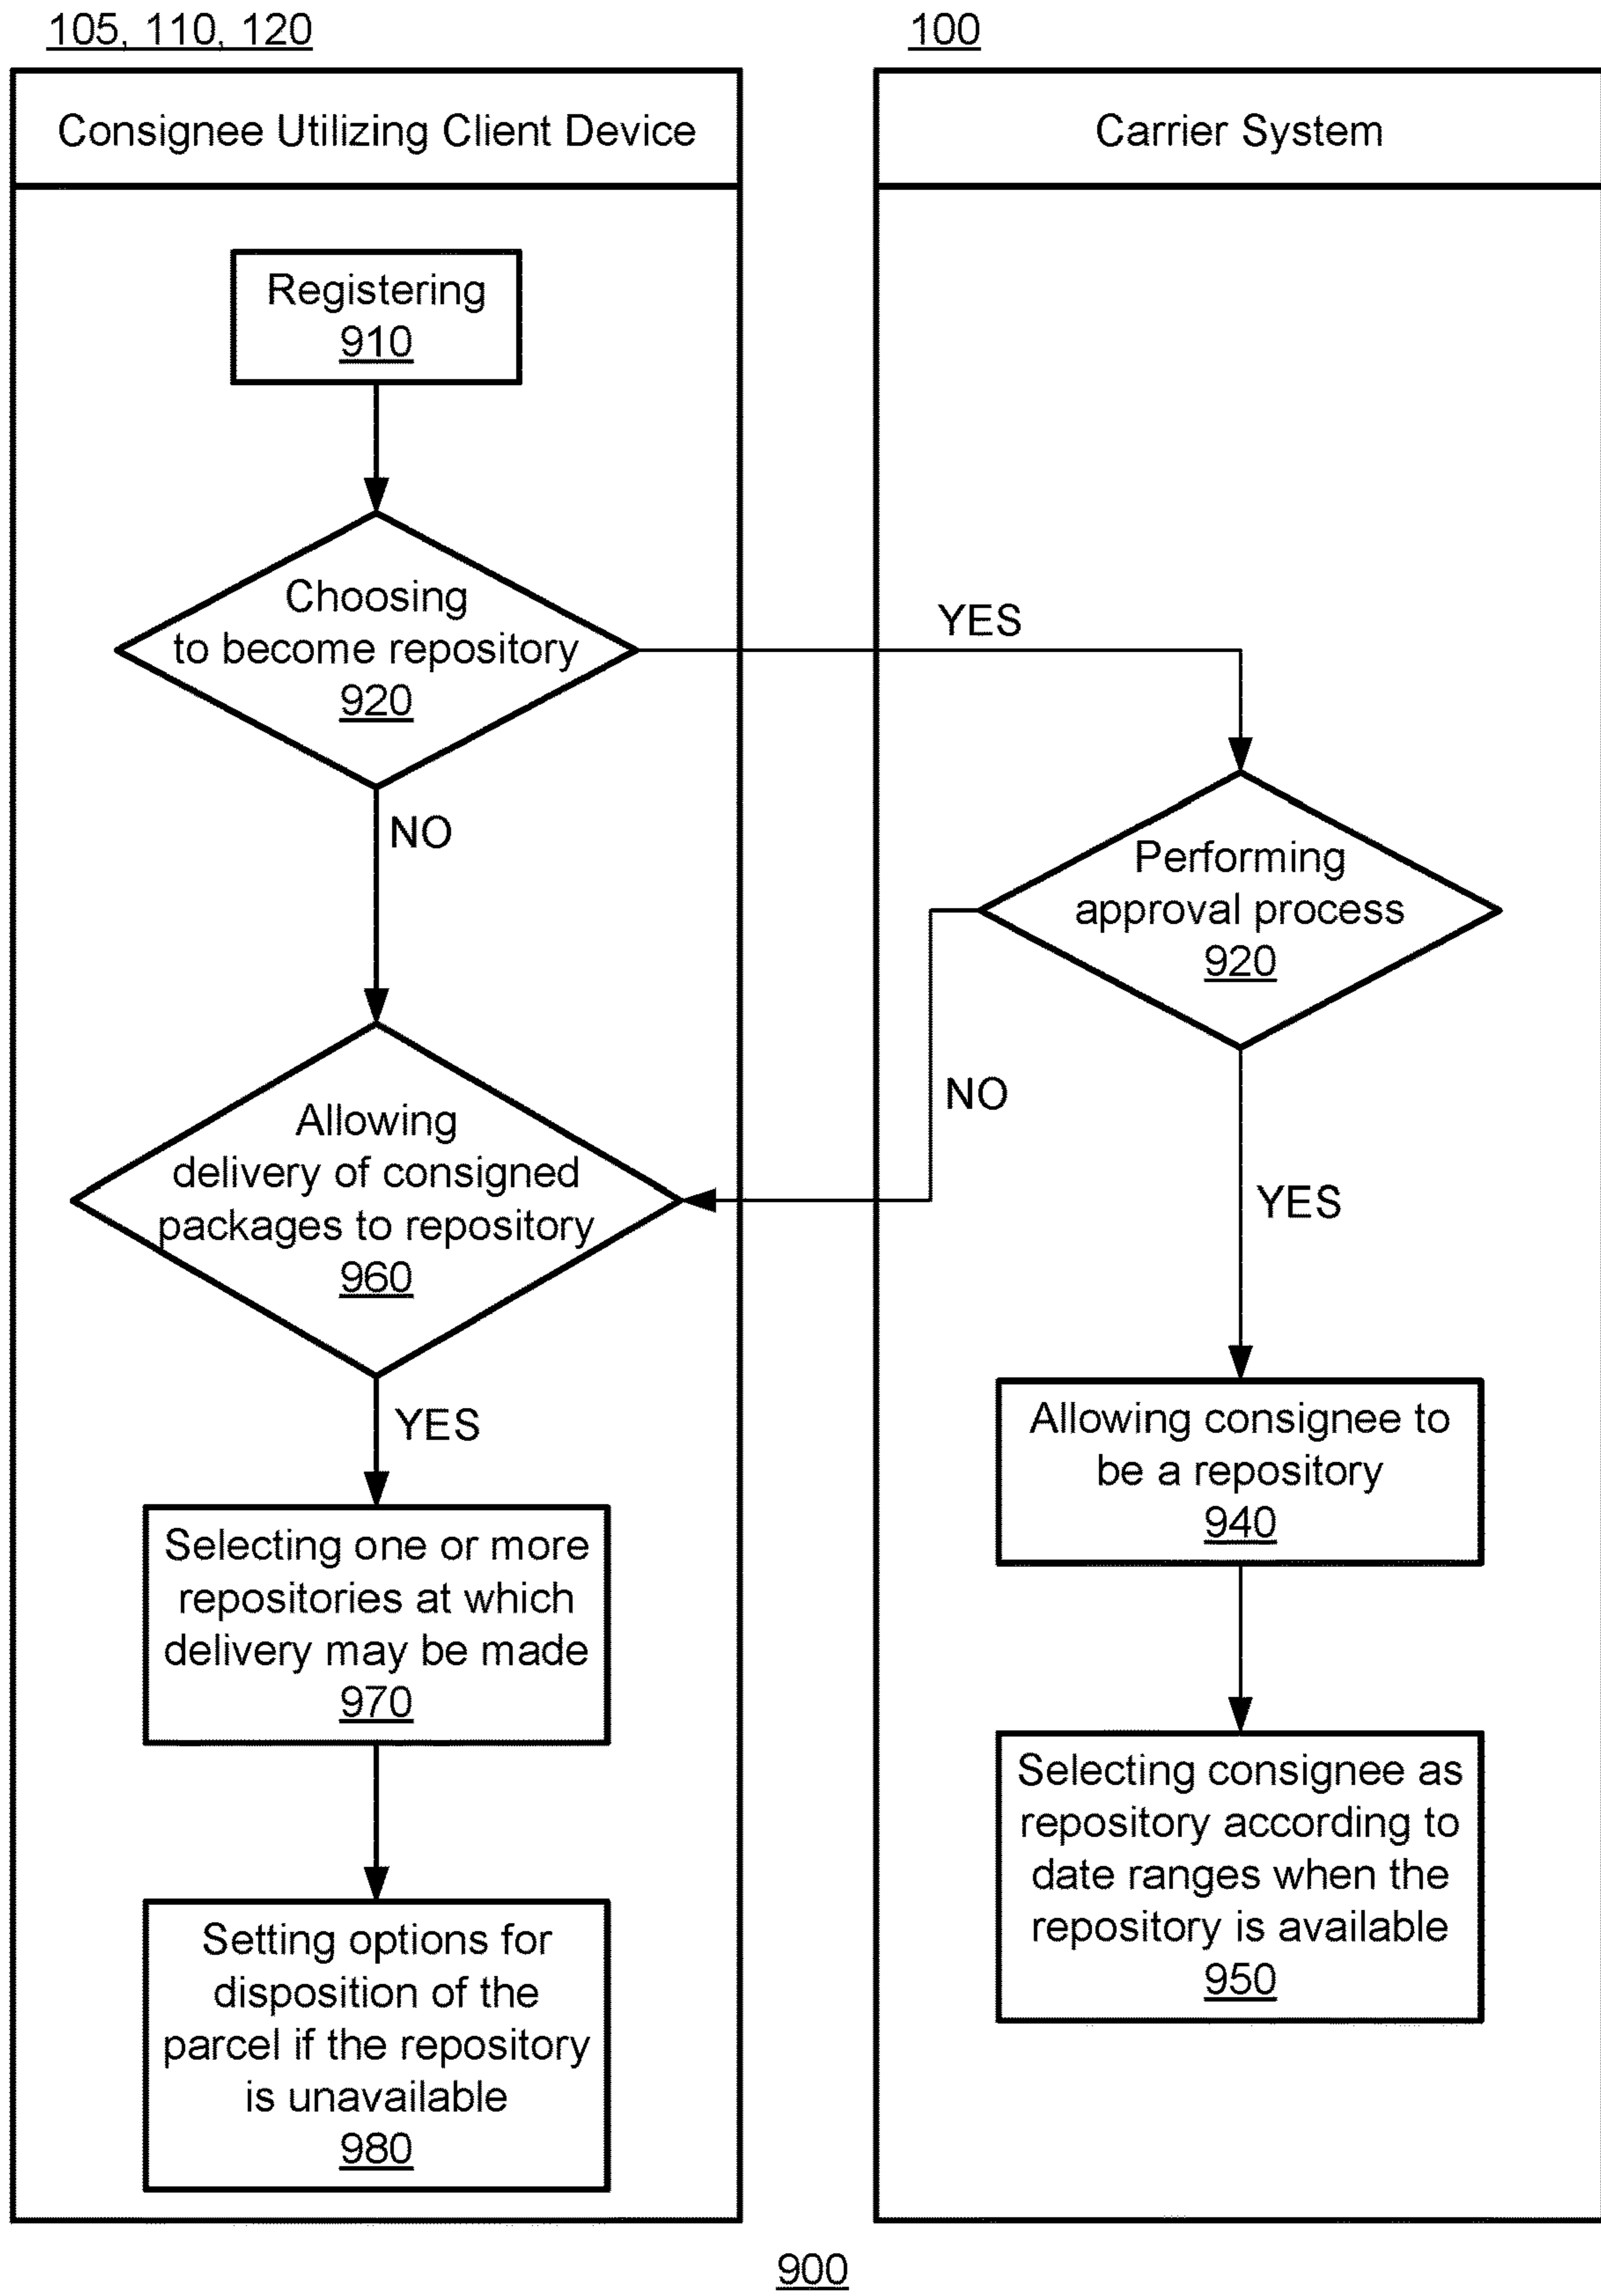 105, 110, 120
Consignee Utilizing Client Device
Registering
910
Choosing
to become repository
920
NO
Allowing
delivery of consigned
packages to repository
960
YES
Selecting one or more
repositories at which
delivery may be made
970
Setting options for
disposition of the
parcel if the repository
is unavailable
980
100
Carrier System
YES
Performing
approval process
920
NO
YES
Allowing consignee to
be a repository
940
Selecting consignee as
repository according to
date ranges when the
repository is available
950
900